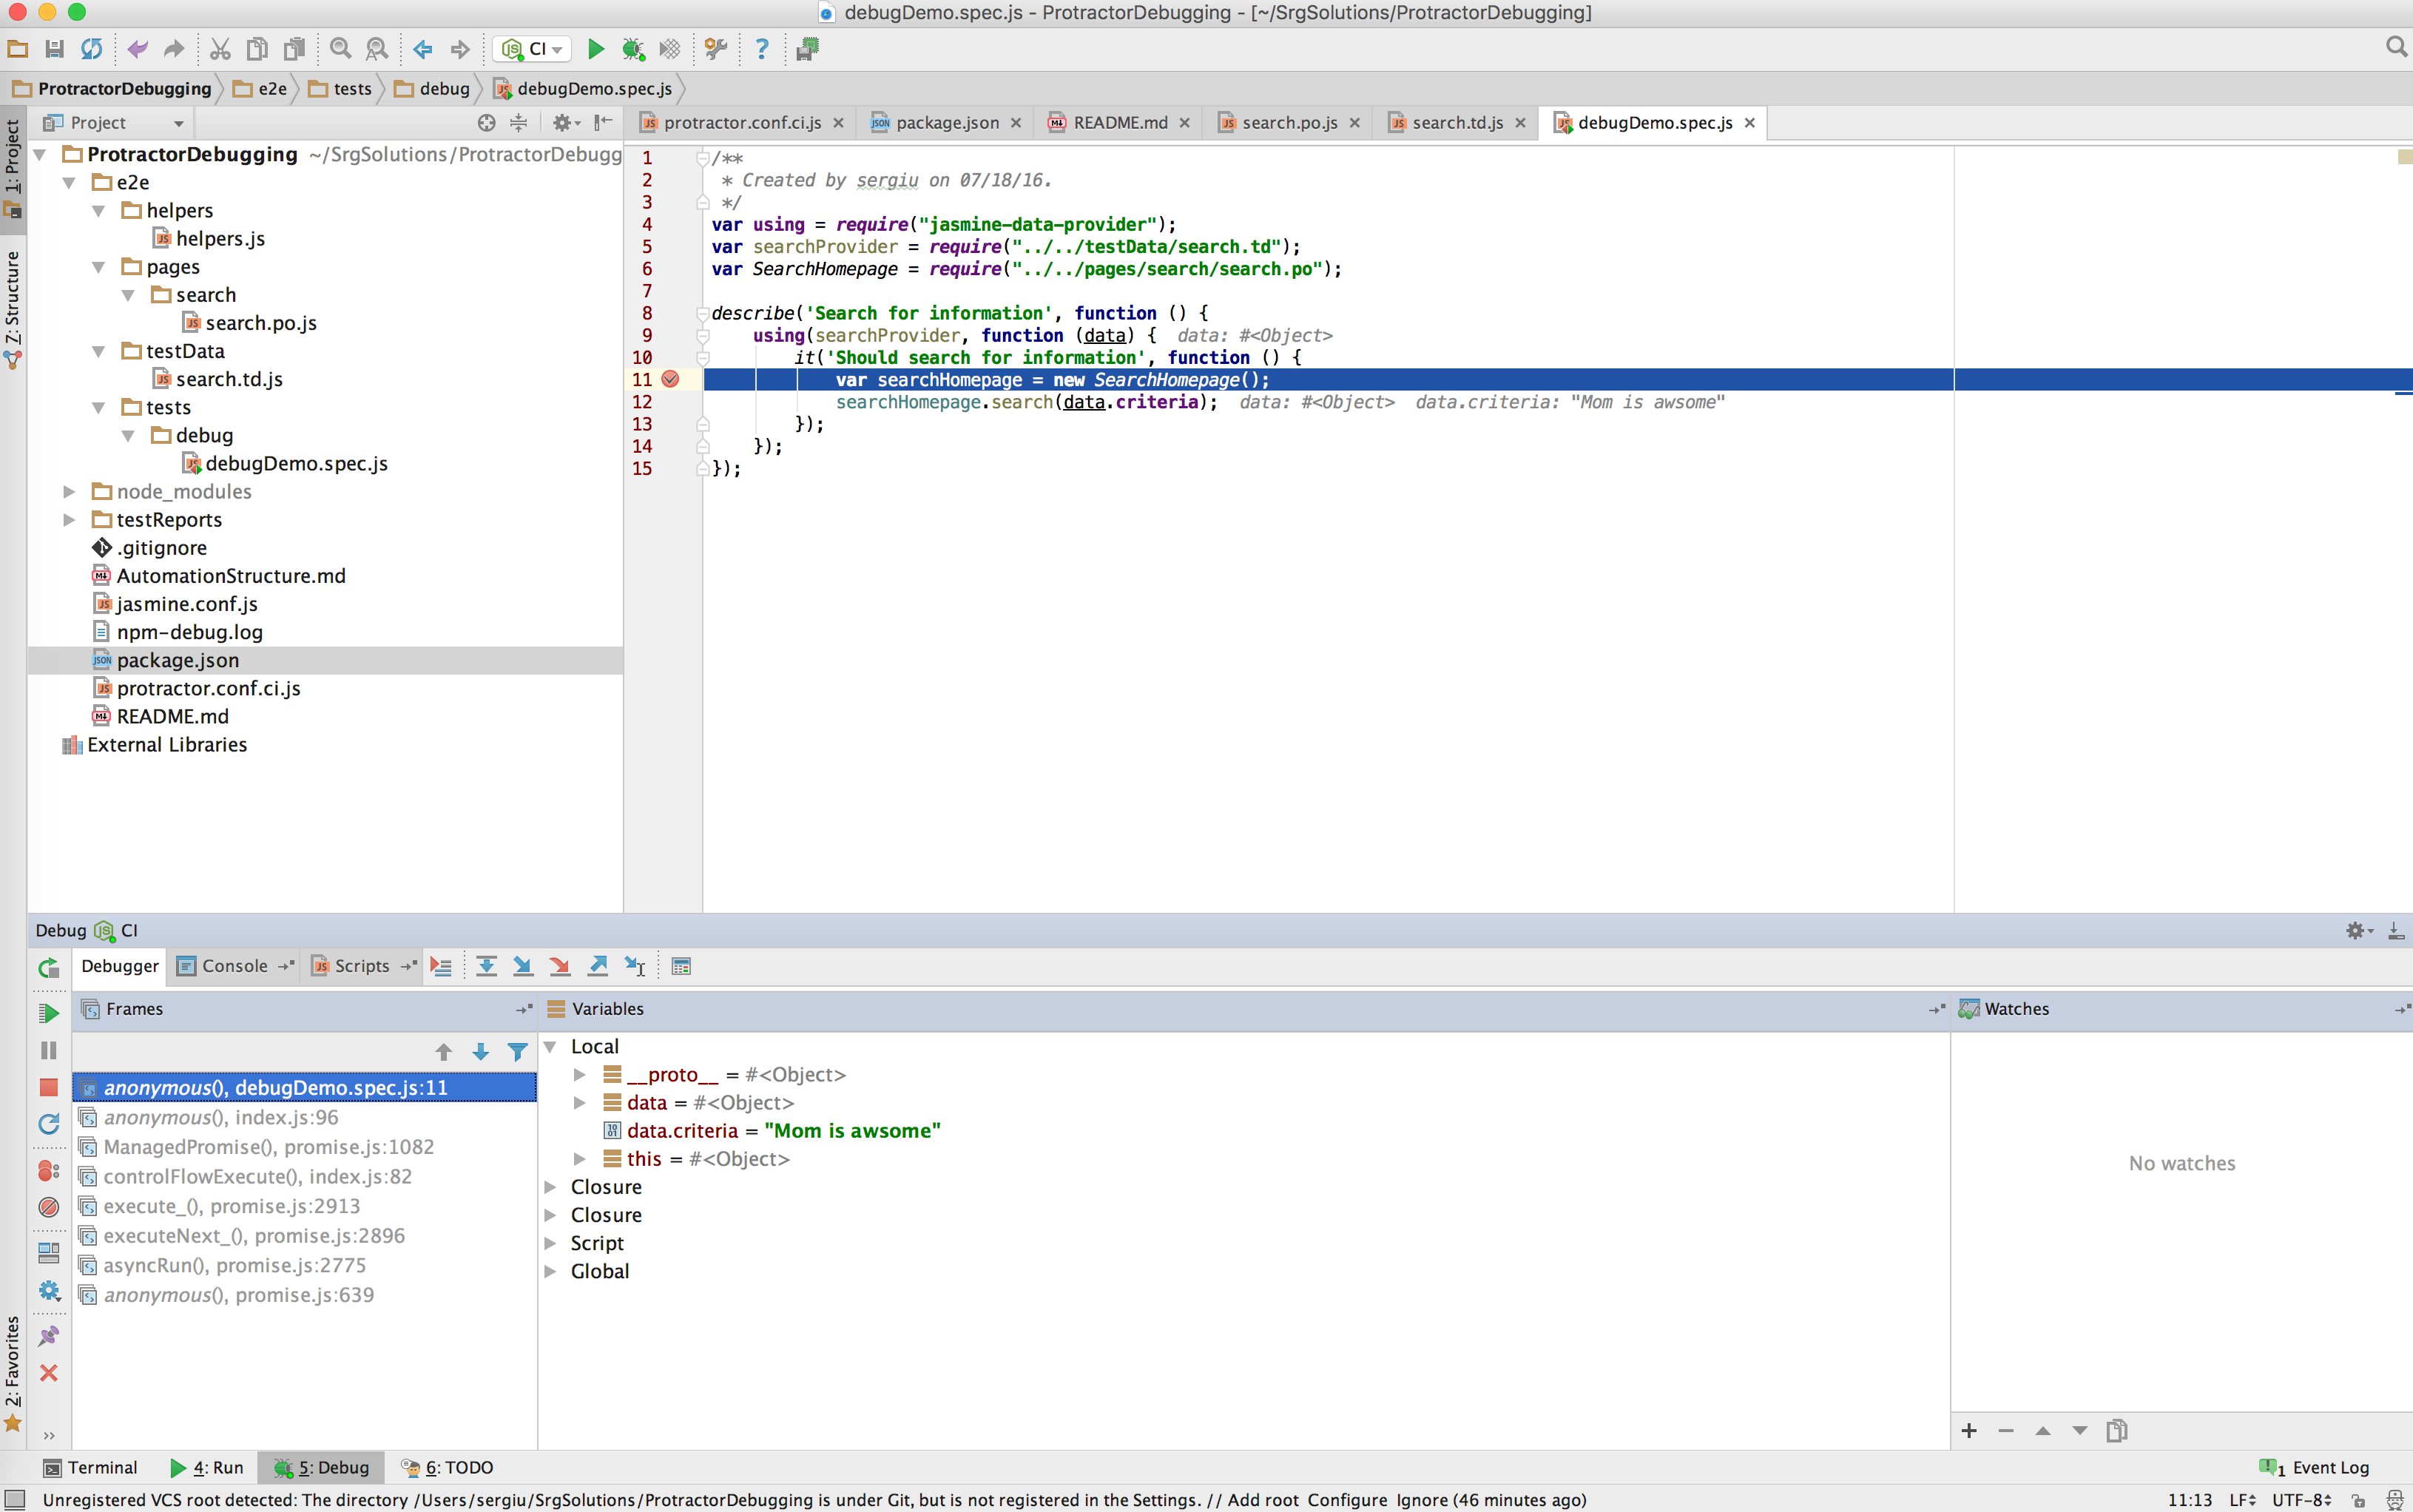 debugDemo.spec.js - ProtractorDebugging - [~/SrgSolutions/ProtractorDebugging]
CI
ProtractorDebugging e2e tests debug debugDemo.spec.js
1: Project
Z: Structure
2: Favorites
Project
ProtractorDebugging ~/SrgSolutions/ProtractorDebugg
e2e
helpers
helpers.js
pages
search
search.po.js
testData
search.td.js
tests
debug
debugDemo.spec.js
node_modules
testReports
.gitignore
AutomationStructure.md
jasmine.conf.js
npm-debug.log
package.json
protractor.conf.ci.js
README.md
External Libraries
protractor.conf.ci.js package.json README.md search.po.js search.td.js debugDemo.spec.js
1 /**
2 * Created by sergiu on 07/18/16.
3 */
4 var using = require("jasmine-data-provider");
5 var searchProvider = require("../../testData/search.td");
6 var SearchHomepage = require("../../pages/search/search.po");
7
8 describe('Search for information', function () {
9 using(searchProvider, function (data) { data: #<Object>
10 it('Should search for information', function () {
11 var searchHomepage = new SearchHomepage();
12 searchHomepage.search(data.criteria); data: #<Object> data.criteria: "Mom is awsome"
13 });
14 });
15 });
Debug CI
Debugger Console Scripts
Frames
anonymous(), debugDemo.spec.js:11
anonymous(), index.js:96
ManagedPromise(), promise.js:1082
controlFlowExecute(), index.js:82
execute_(), promise.js:2913
executeNext_(), promise.js:2896
asyncRun(), promise.js:2775
anonymous(), promise.js:639
Variables
Local
__proto__ = #<Object>
data = #<Object>
data.criteria = "Mom is awsome"
this = #<Object>
Closure
Closure
Script
Global
Watches
No watches
Terminal 4: Run 5: Debug 6: TODO 1 Event Log
Unregistered VCS root detected: The directory /Users/sergiu/SrgSolutions/ProtractorDebugging is under Git, but is not registered in the Settings. // Add root Configure Ignore (46 minutes ago) 11:13 LF UTF-8